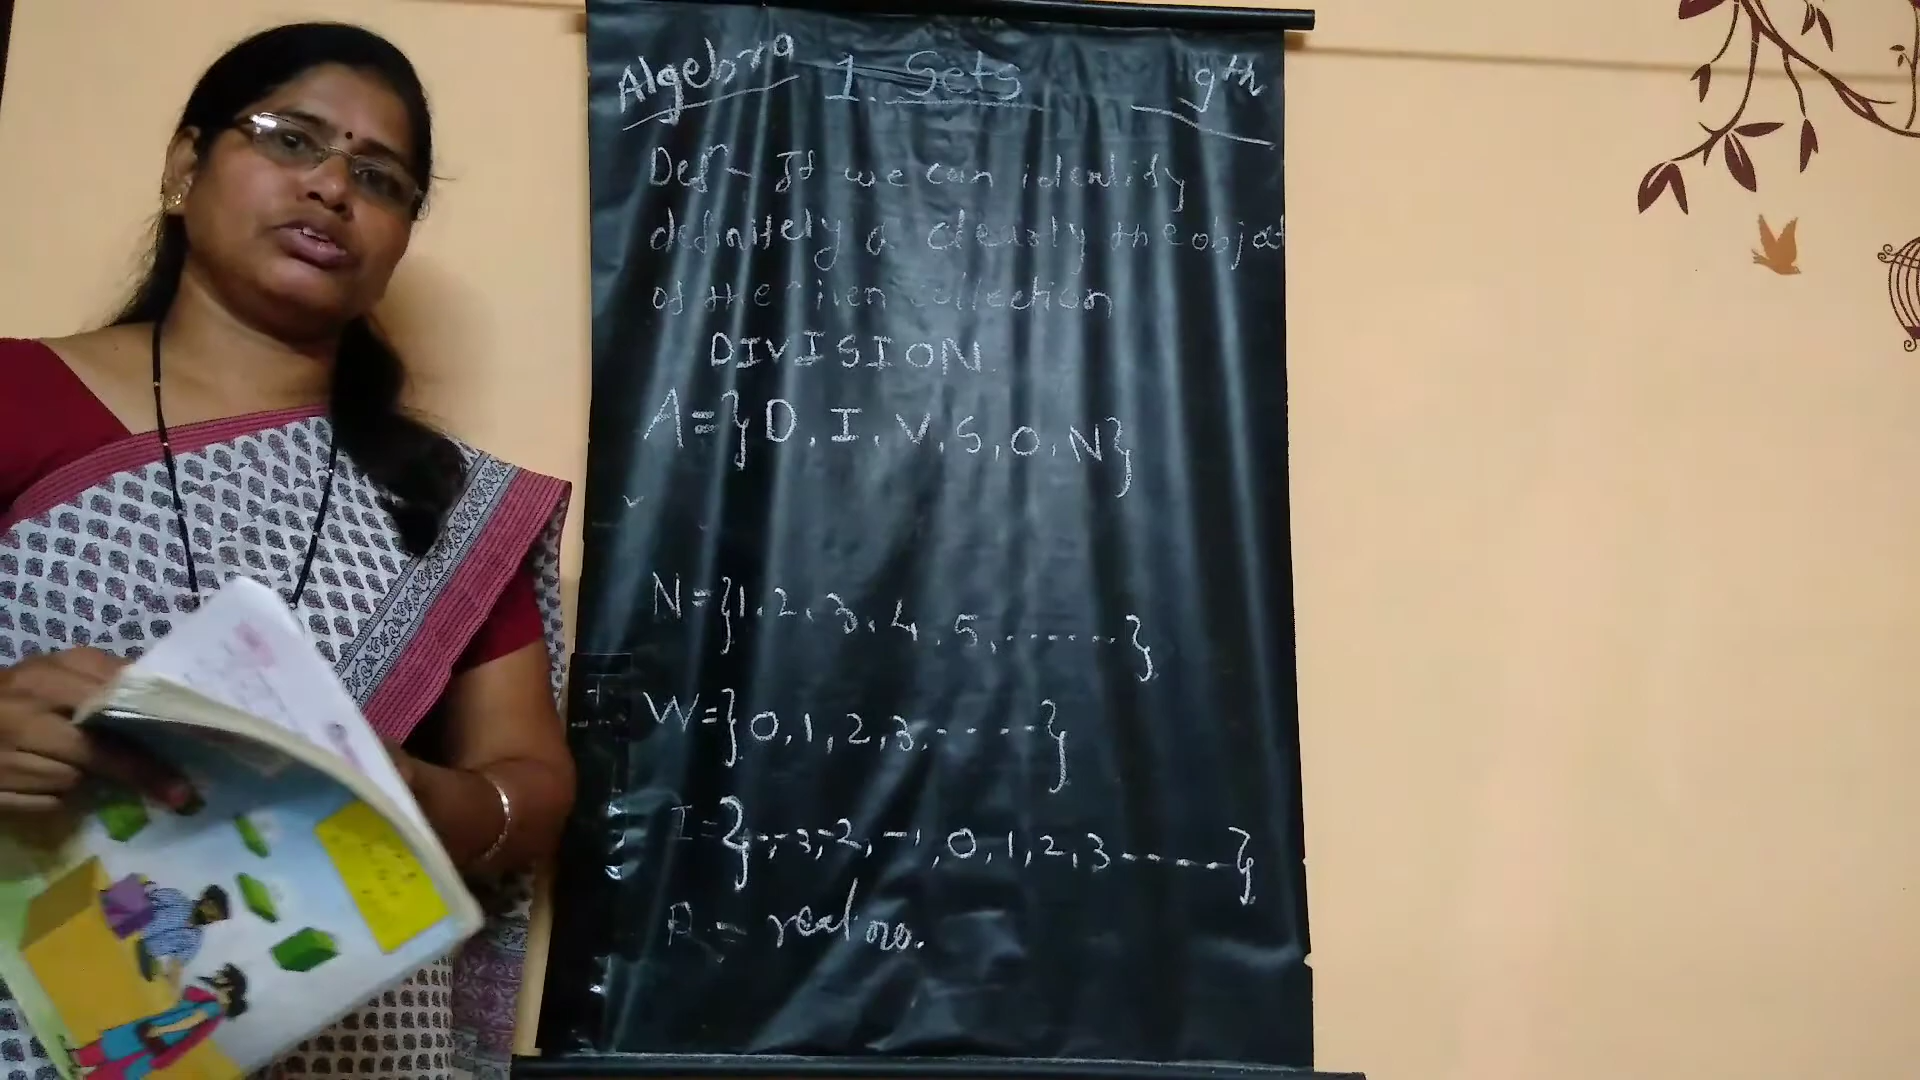 Algebra 1. Sets 9th
Defn - If we can identify
definitely & clearly the object
of the given collection
DIVISION
A={D, I, V, S, O, N}
N={1, 2, 3, 4, 5, ......}
W={0, 1, 2, 3, .....}
I={..-3,-2, -1, 0, 1, 2, 3 .....}
R = real no.